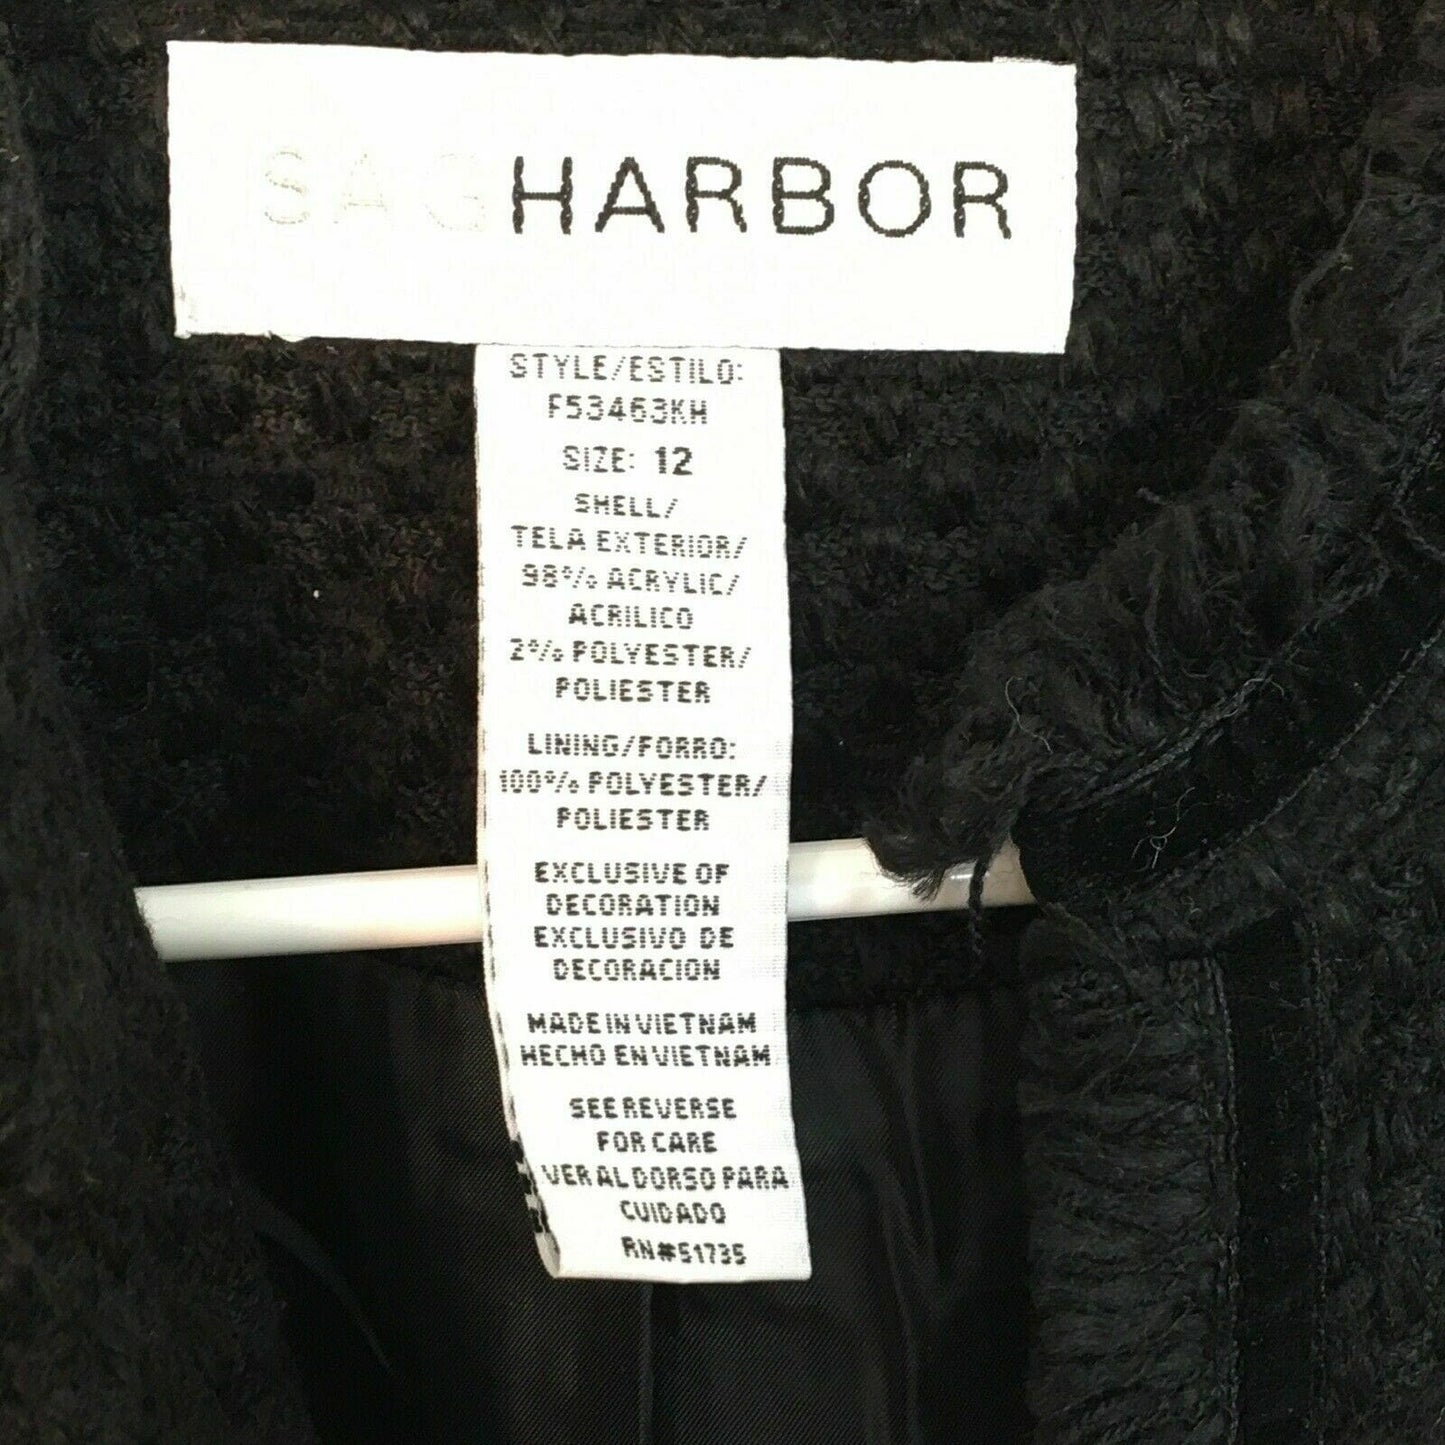 SAG HARBOR
STYLE/ESTILO:
F53463KH
SIZE: 12
SHELL/
TELA EXTERIOR/
98% ACRYLIC/
ACRILICO
2% POLYESTER/
POLIESTER
LINING/FORRO:
100% POLYESTER/
POLIESTER
EXCLUSIVE OF
DECORATION
EXCLUSIVO DE
DECORACION
MADE IN VIETNAM
HECHO EN VIETNAM
SEE REVERSE
FOR CARE
VER AL DORSO PARA
CUIDADO
RN#51735